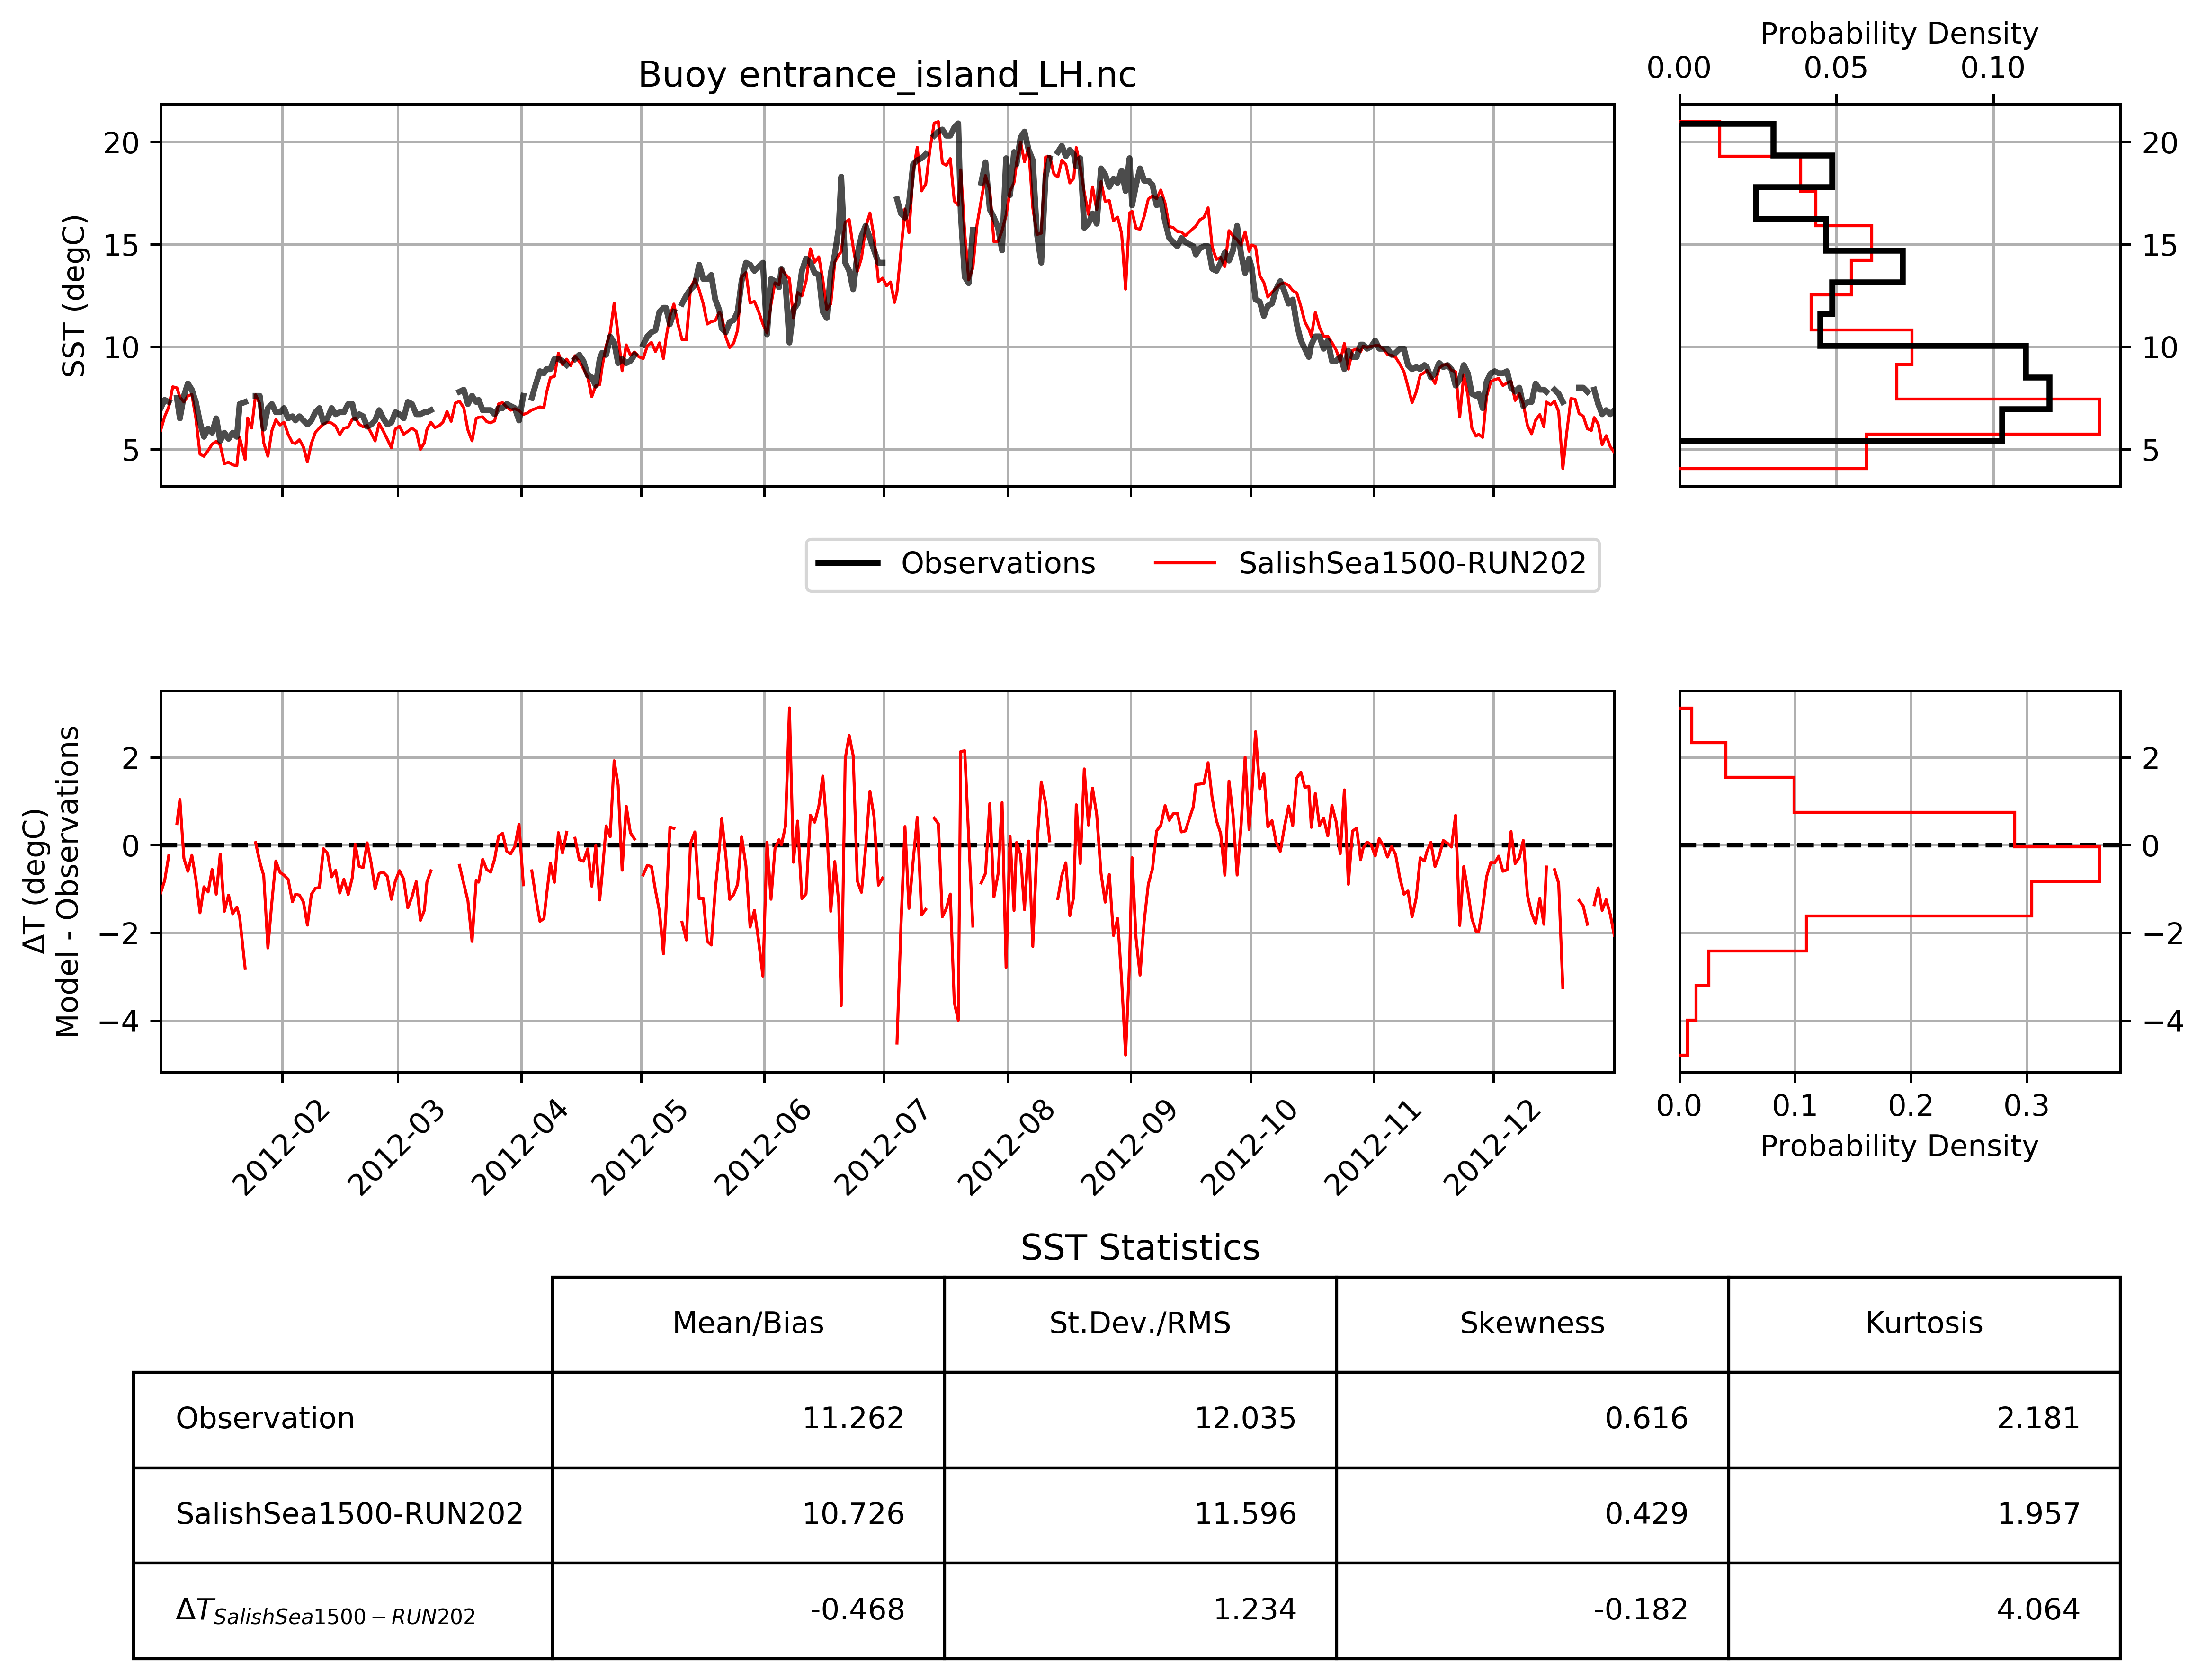 Probability Density
0.00 0.05 0.10
Buoy entrance_island_LH.nc
SST (degC)
20
15
10
5
20
15
10
5
Observations SalishSea1500-RUN202
ΔT (degC)
Model - Observations
2
0
−2
−4
2
0
−2
−4
2012-02 2012-03 2012-04 2012-05 2012-06 2012-07 2012-08 2012-09 2012-10 2012-11 2012-12
0.0 0.1 0.2 0.3
Probability Density
SST Statistics
Mean/Bias St.Dev./RMS Skewness Kurtosis
Observation 11.262 12.035 0.616 2.181
SalishSea1500-RUN202 10.726 11.596 0.429 1.957
ΔT SalishSea1500−RUN202 -0.468 1.234 -0.182 4.064